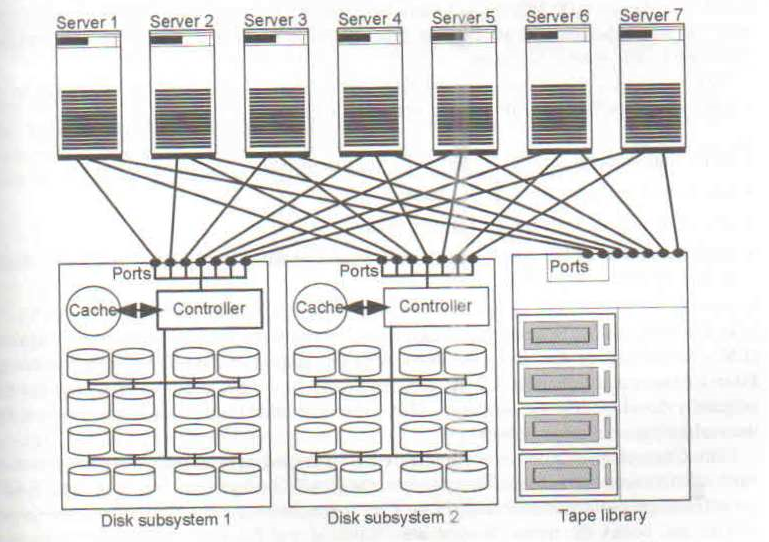 Server 1 Server 2 Server 3 Server 4 Server 5 Server 6 Server 7
Ports Ports Ports
Cache Controller Cache Controller
Disk subsystem 1 Disk subsystem 2 Tape library